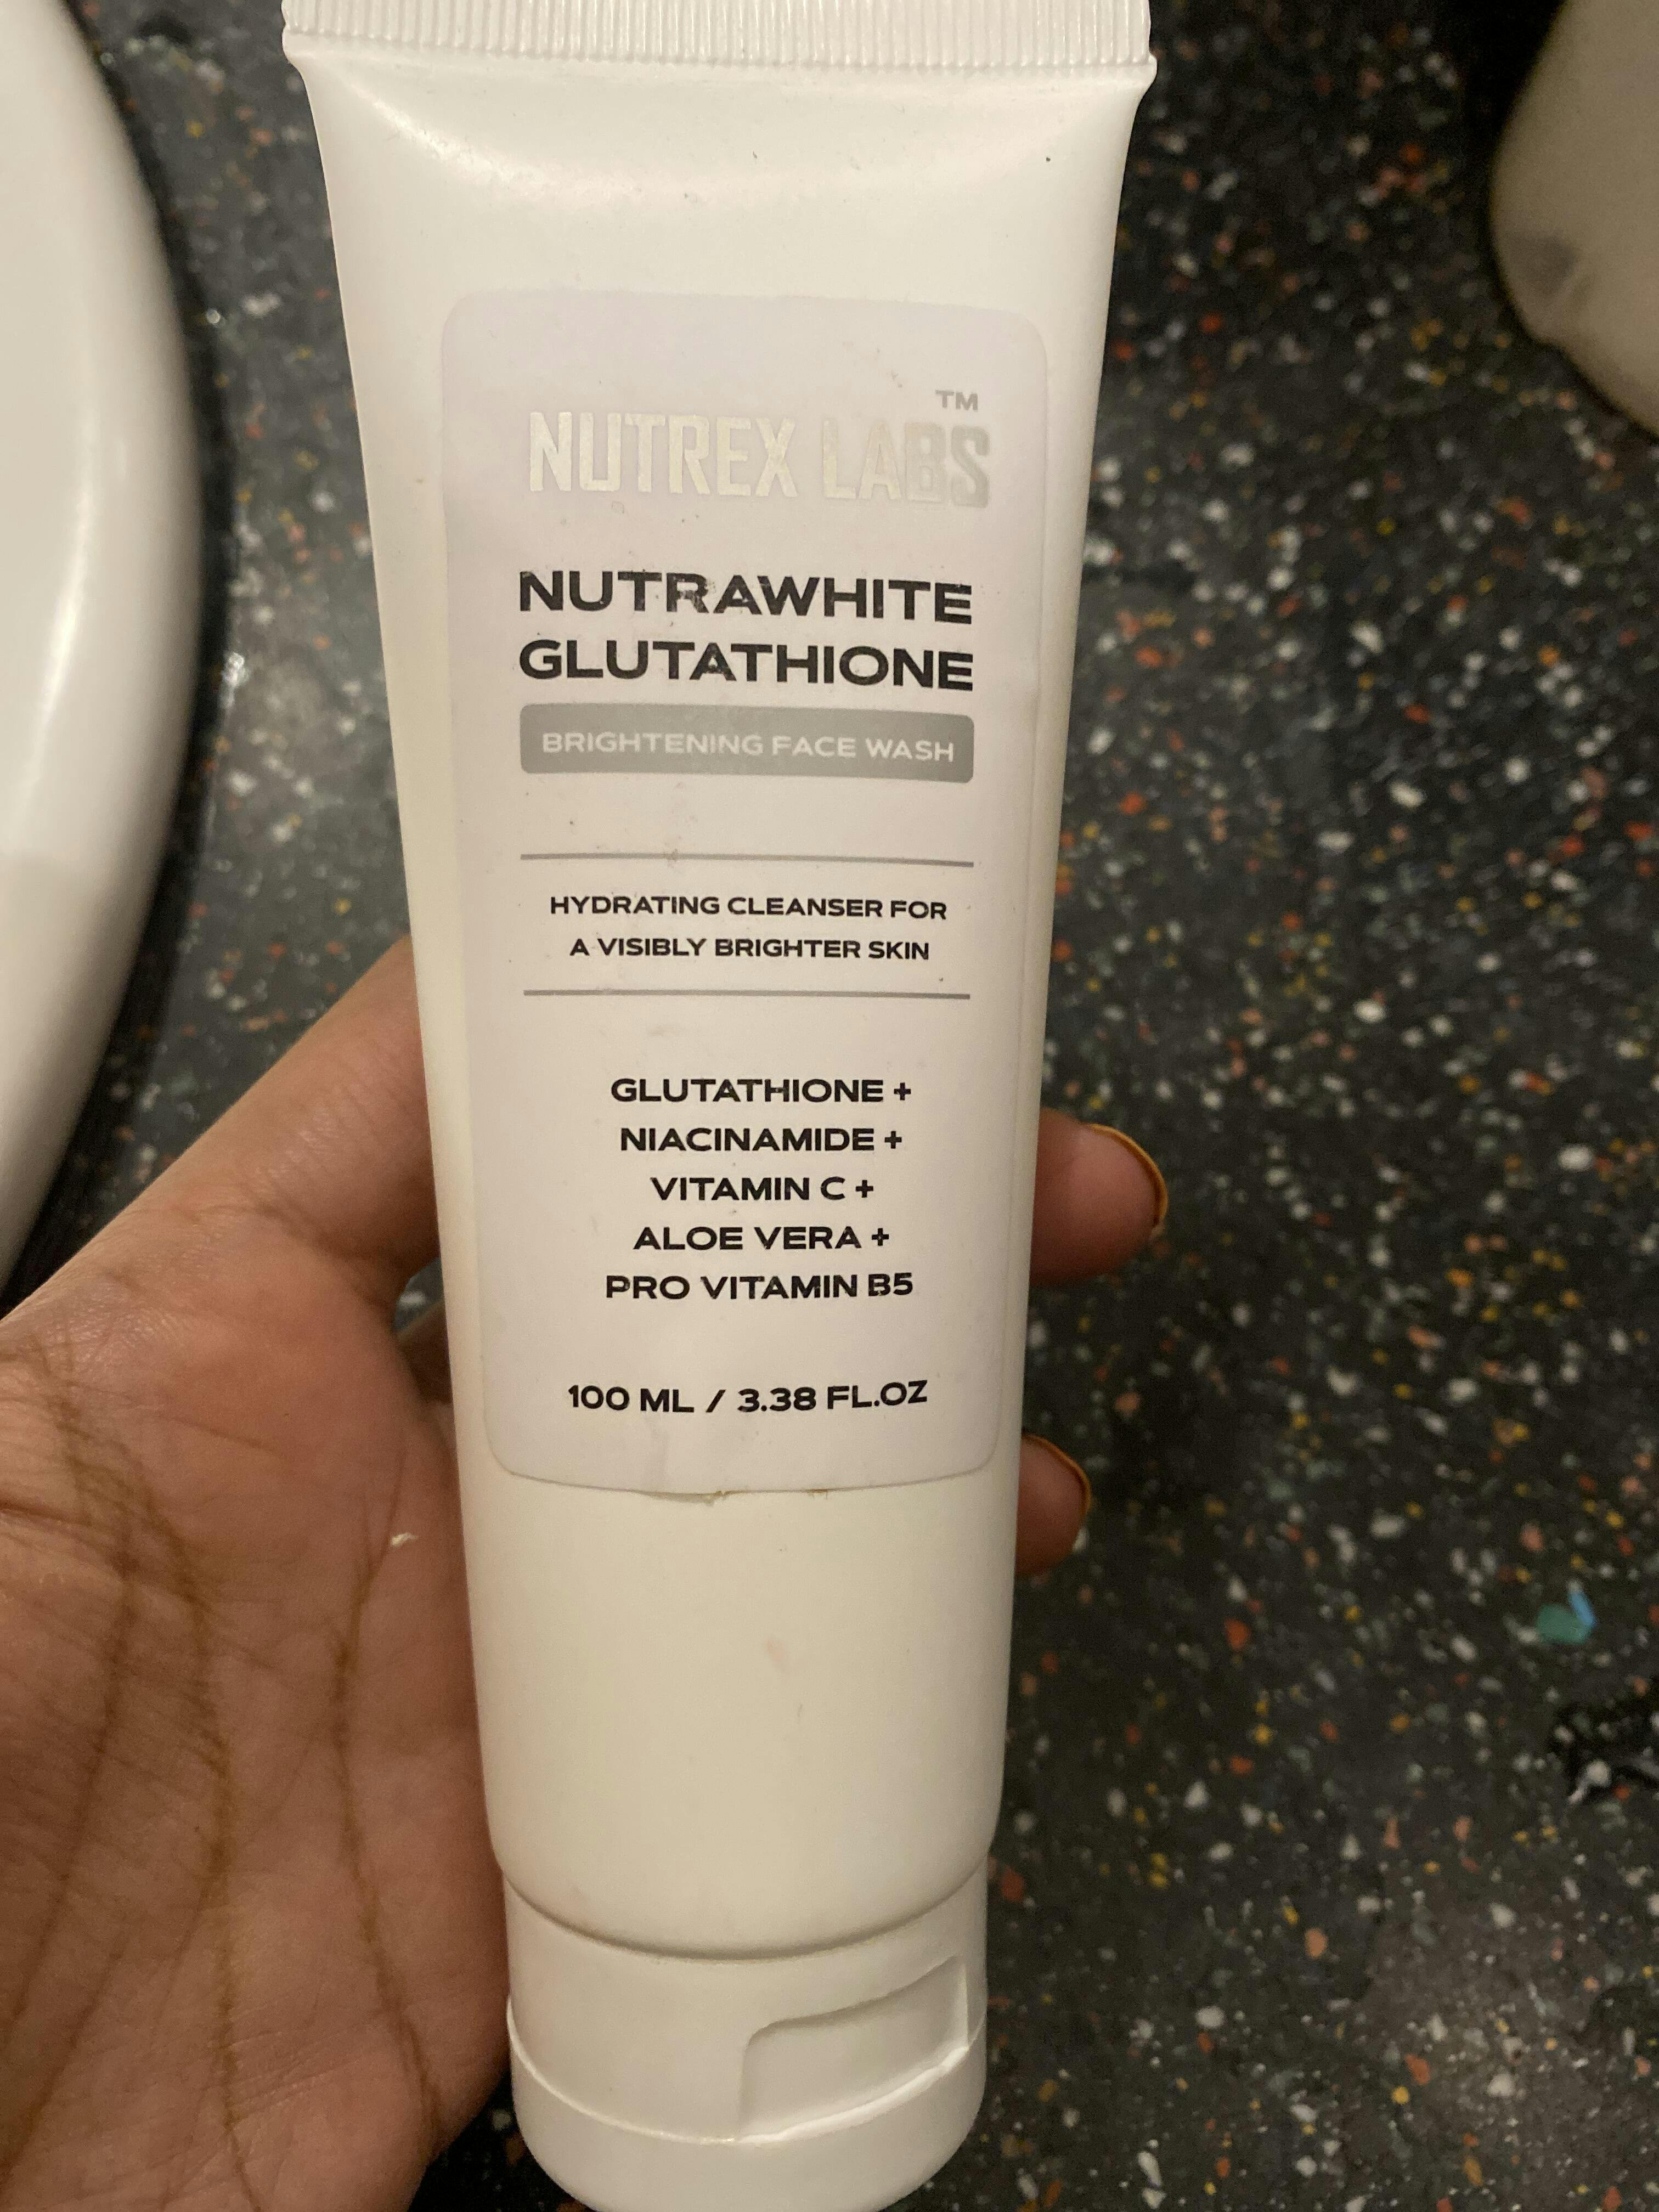 NUTREX LABS™
NUTRAWHITE
GLUTATHIONE
BRIGHTENING FACE WASH
HYDRATING CLEANSER FOR
A VISIBLY BRIGHTER SKIN
GLUTATHIONE +
NIACINAMIDE +
VITAMIN C +
ALOE VERA +
PRO VITAMIN B5
100 ML / 3.38 FL.OZ